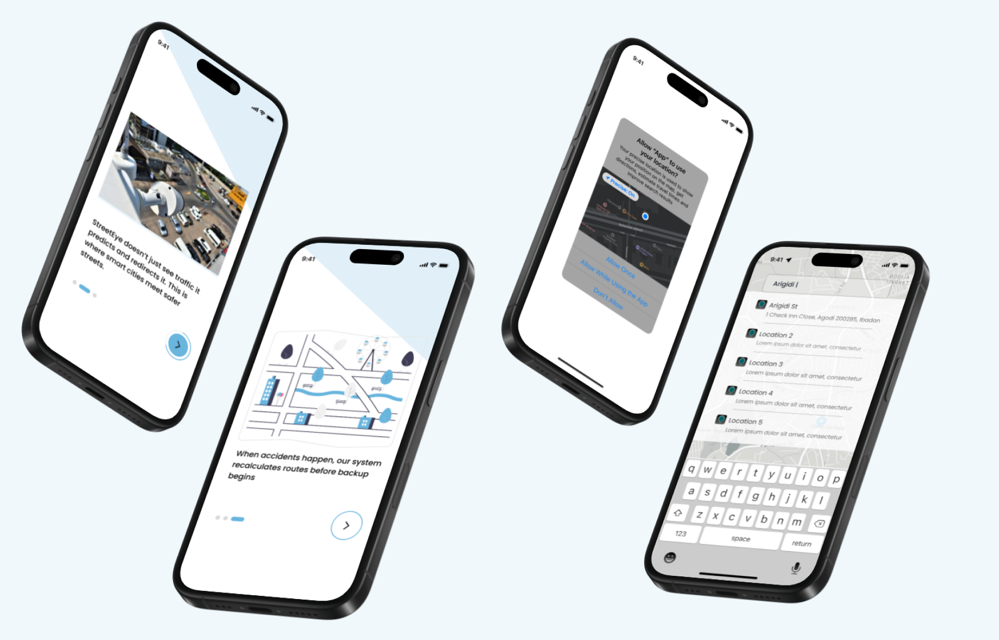 9:41
StreetEye doesn't just see traffic it
predicts and redirects it. This is
where smart cities meet safer
streets.
9:41
When accidents happen, our system
recalculates routes before backup
begins
9:41
Allow "App" to use
your location?
Your precise location is used to show
your position on the map, get
directions, estimate travel times and
improve search results
Precise: On
Allow Once
Allow While Using the App
Don't Allow
9:41
BODIJA
MARKET
Arigidi |
Arigidi St
1 Check Inn Close, Agodi 200285, Ibadan
Location 2
Lorem ipsum dolor sit amet, consectetur
Location 3
Lorem ipsum dolor sit amet, consectetur
Location 4
Lorem ipsum dolor sit amet, consectetur
Location 5
Lorem ipsum dolor sit amet, consectetur
q w e r t y u i o p
a s d f g h j k l
z x c v b n m
123 space return